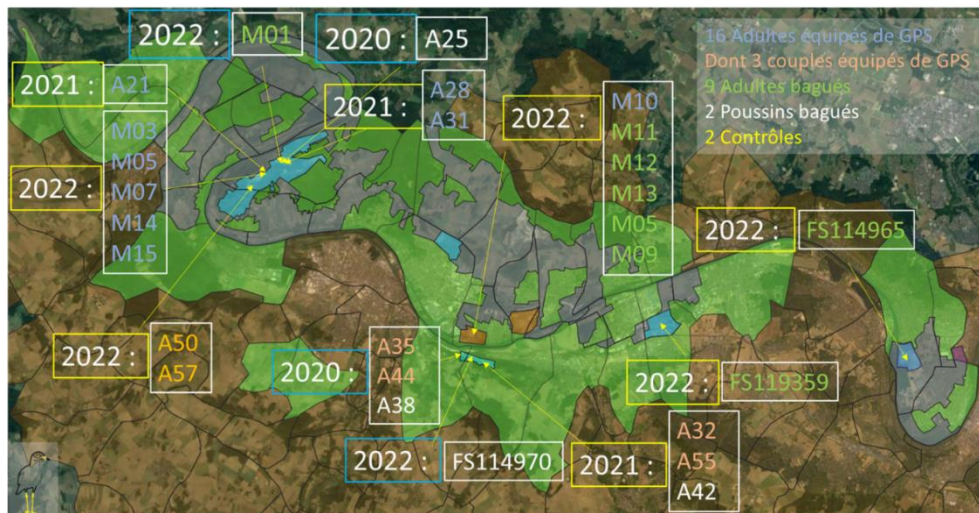 2022 :
M01
2020 :
A25
16 Adultes équipés de GPS
Dont 3 couples équipés de GPS
9 Adultes bagués
2 Poussins bagués
2 Contrôles
2021 :
A21
2021 :
A28
A31
2022 :
M10
M11
M12
M13
M05
M09
2022 :
M03
M05
M07
M14
M15
2022 :
FS114965
2022 :
A50
A57
2020 :
A35
A44
A38
2022 :
FS119359
2022 :
FS114970
2021 :
A32
A55
A42